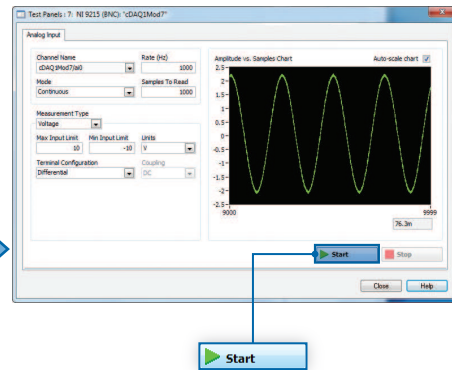 Test Panels : 7: NI 9215 (BNC): "cDAQ1Mod7"
Analog Input
Channel Name
cDAQ1Mod7/ai0
Rate (Hz)
1000
Mode
Continuous
Samples To Read
1000
Measurement Type
Voltage
Max Input Limit
10
Min Input Limit
-10
Units
V
Terminal Configuration
Differential
Coupling
DC
Amplitude vs. Samples Chart
Auto-scale chart
2.5
2
1.5
1
0.5
0
-0.5
-1
-1.5
-2
-2.5
9000
9999
76.3m
Start
Stop
Close
Help
Start